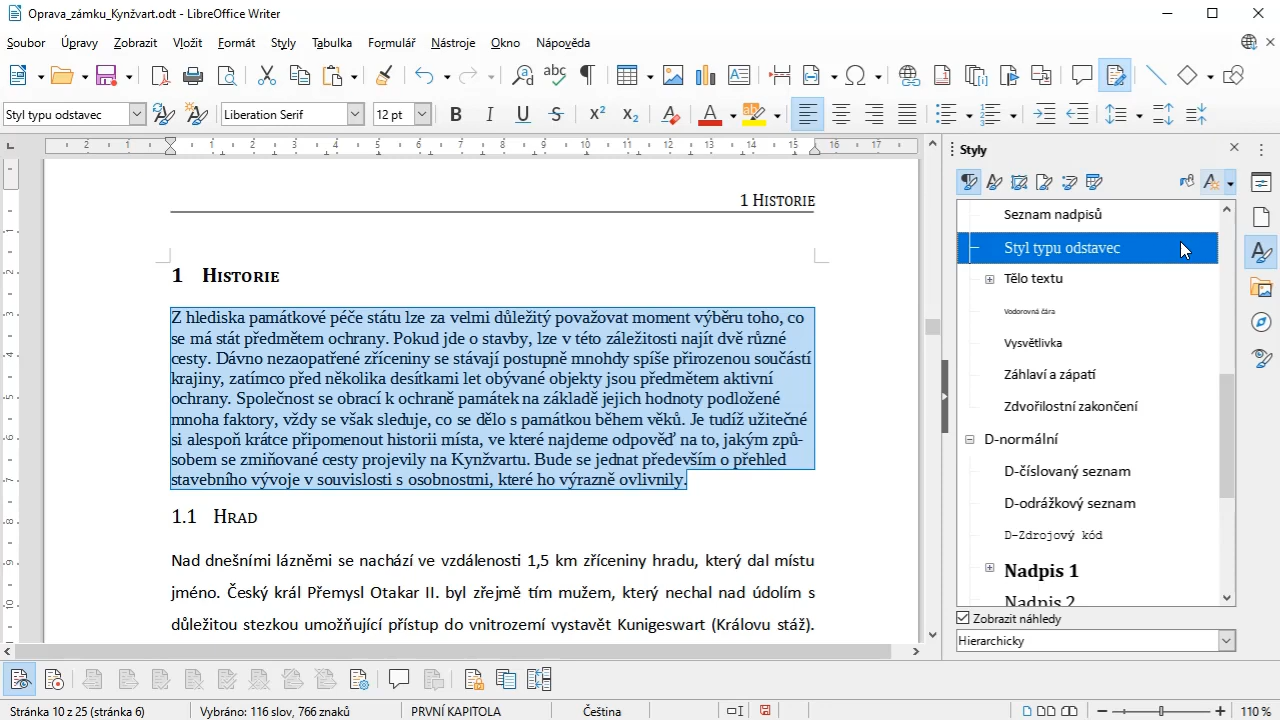 Oprava_zámku_Kynžvart.odt - LibreOffice Writer
Soubor Úpravy Zobrazit Vložit Formát Styly Tabulka Formulář Nástroje Okno Nápověda
Styl typu odstavec Liberation Serif 12 pt
Styly
1 HISTORIE
1 HISTORIE
Z hlediska památkové péče státu lze za velmi důležitý považovat moment výběru toho, co
se má stát předmětem ochrany. Pokud jde o stavby, lze v této záležitosti najít dvě různé
cesty. Dávno nezaopatřené zříceniny se stávají postupně mnohdy spíše přirozenou součástí
krajiny, zatímco před několika desítkami let obývané objekty jsou předmětem aktivní
ochrany. Společnost se obrací k ochraně památek na základě jejich hodnoty podložené
mnoha faktory, vždy se však sleduje, co se dělo s památkou během věků. Je tudíž užitečné
si alespoň krátce připomenout historii místa, ve které najdeme odpověď na to, jakým způ-
sobem se zmiňované cesty projevily na Kynžvartu. Bude se jednat především o přehled
stavebního vývoje v souvislosti s osobnostmi, které ho výrazně ovlivnily.
1.1 HRAD
Nad dnešními lázněmi se nachází ve vzdálenosti 1,5 km zříceniny hradu, který dal místu
jméno. Český král Přemysl Otakar II. byl zřejmě tím mužem, který nechal nad údolím s
důležitou stezkou umožňující přístup do vnitrozemí vystavět Kunigeswart (Královu stáž).
Seznam nadpisů
Styl typu odstavec
Tělo textu
Vodorovná čára
Vysvětlivka
Záhlaví a zápatí
Zdvořilostní zakončení
D-normální
D-číslovaný seznam
D-odrážkový seznam
D-Zdrojový kód
Nadpis 1
Nadpis 2
Zobrazit náhledy
Hierarchicky
Stránka 10 z 25 (stránka 6) Vybráno: 116 slov, 766 znaků PRVNÍ KAPITOLA Čeština 110 %